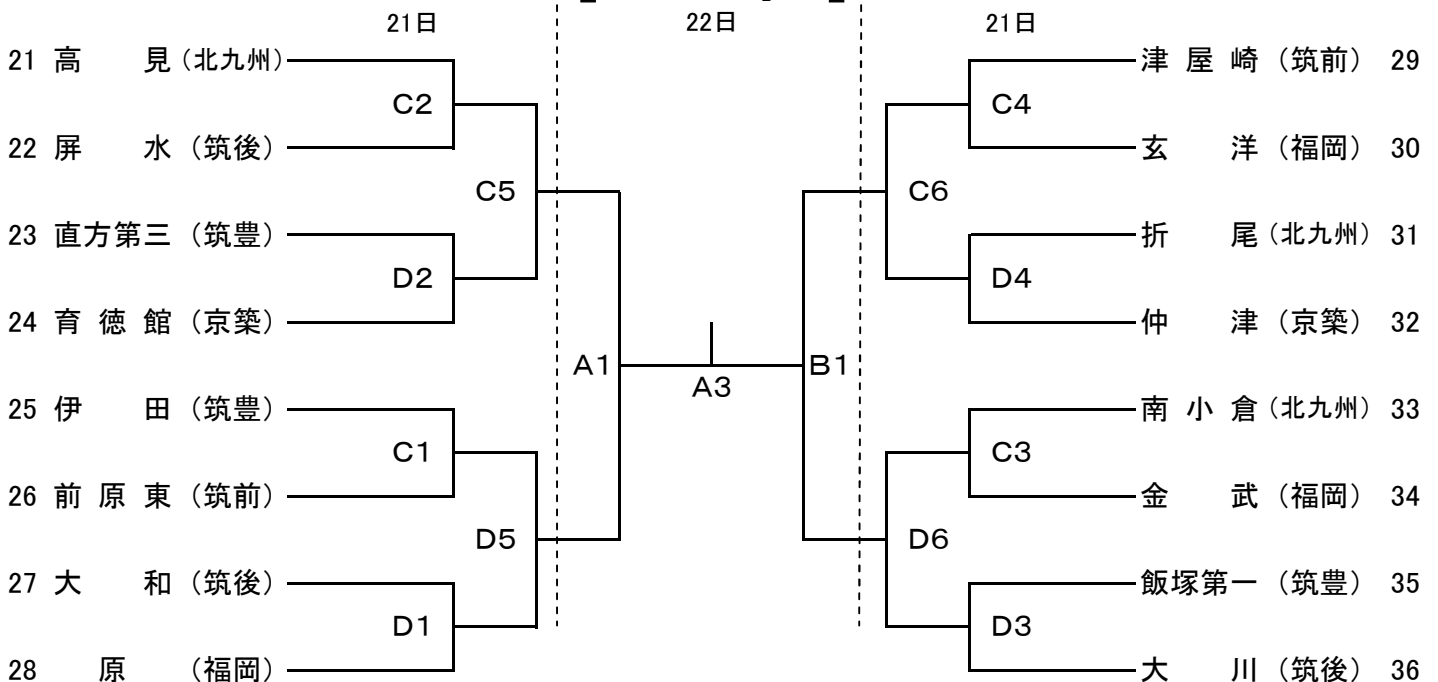 21日 22日 21日
21 高 見 (北九州) 津 屋 崎 (筑前) 29
C2 C4
22 屏 水 (筑後) 玄 洋 (福岡) 30
C5 C6
23 直方第三 (筑豊) 折 尾 (北九州) 31
D2 D4
24 育 徳 館 (京築) 仲 津 (京築) 32
A1 A3 B1
25 伊 田 (筑豊) 南 小 倉 (北九州) 33
C1 C3
26 前 原 東 (筑前) 金 武 (福岡) 34
D5 D6
27 大 和 (筑後) 飯塚第一 (筑豊) 35
D1 D3
28 原 (福岡) 大 川 (筑後) 36